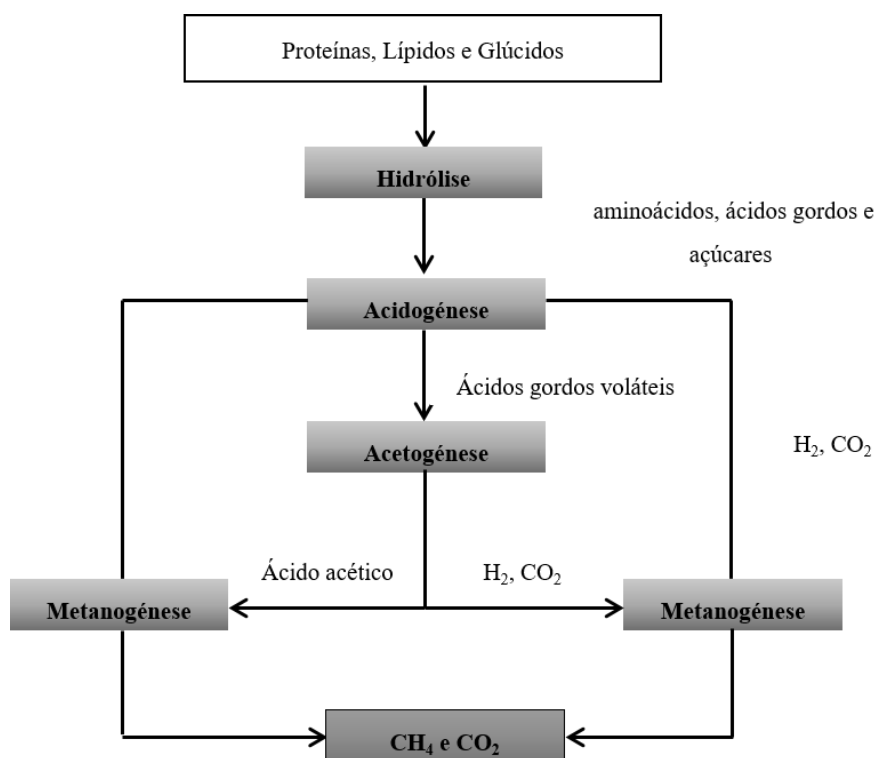 Proteínas, Lípidos e Glúcidos
Hidrólise
aminoácidos, ácidos gordos e
açúcares
Acidogénese
Ácidos gordos voláteis
Acetogénese
H₂, CO₂
Ácido acético
H₂, CO₂
Metanogénese
Metanogénese
CH₄ e CO₂